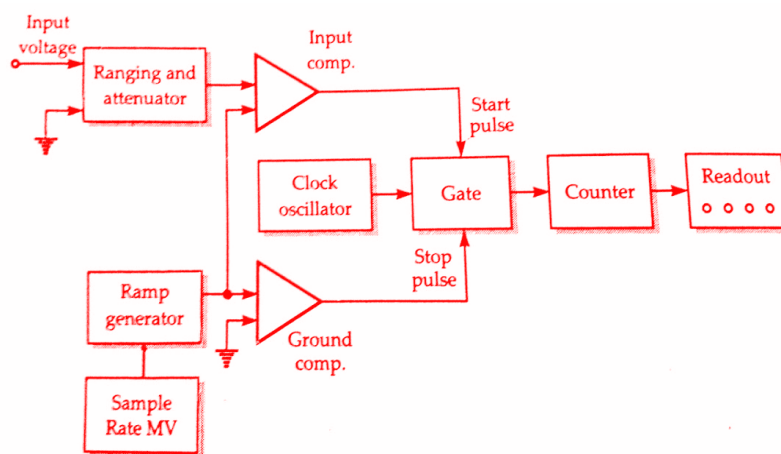 Input
voltage
Ranging and
attenuator
Input
comp.
Start
pulse
Clock
oscillator
Gate
Counter
Readout
Stop
pulse
Ramp
generator
Ground
comp.
Sample
Rate MV